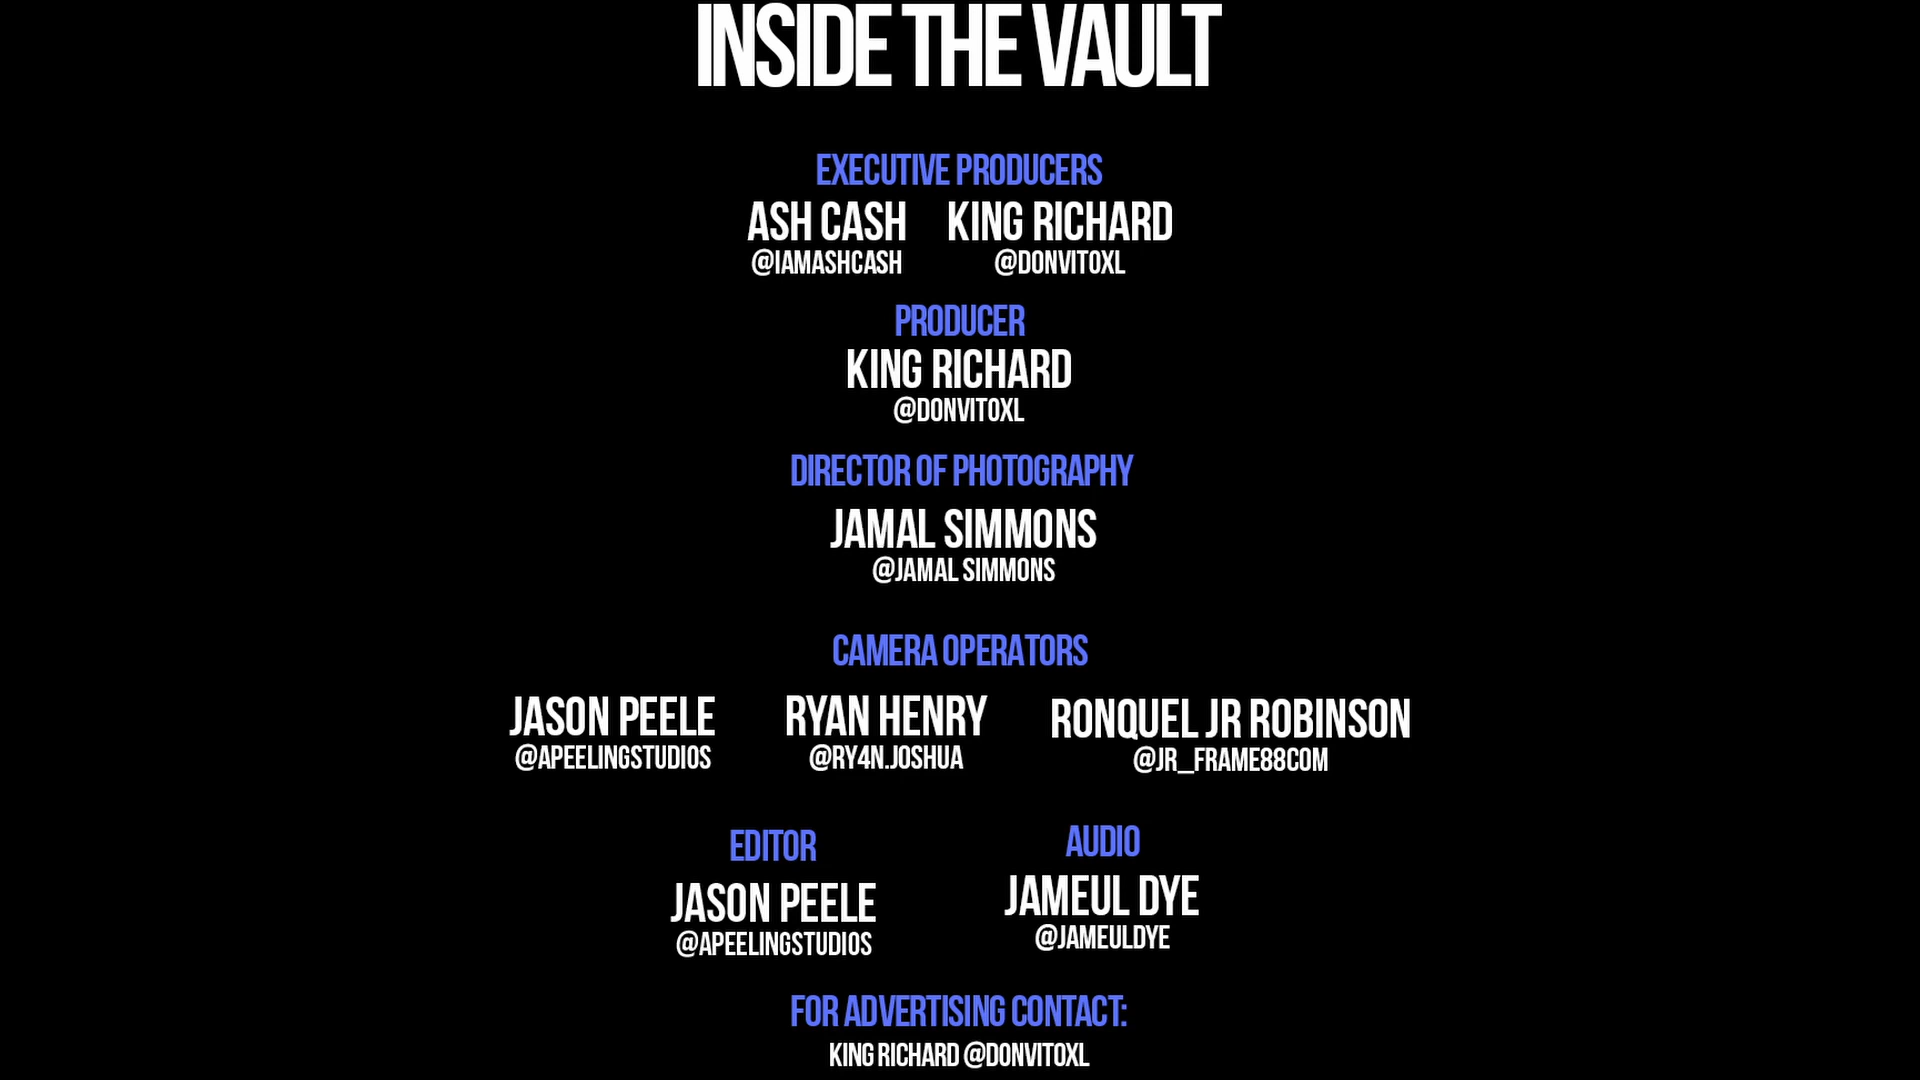 INSIDE THE VAULT
EXECUTIVE PRODUCERS
ASH CASH KING RICHARD
@IAMASHCASH @DONVITOXL
PRODUCER
KING RICHARD
@DONVITOXL
DIRECTOR OF PHOTOGRAPHY
JAMAL SIMMONS
@JAMAL SIMMONS
CAMERA OPERATORS
JASON PEELE RYAN HENRY RONQUEL JR ROBINSON
@APEELINGSTUDIOS @RY4N.JOSHUA @JR_FRAME88COM
EDITOR AUDIO
JASON PEELE JAMEUL DYE
@APEELINGSTUDIOS @JAMEULDYE
FOR ADVERTISING CONTACT:
KING RICHARD @DONVITOXL